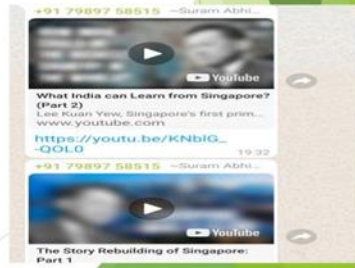 +91 79897 58515 ~Suram Abhi...
YouTube
What India can Learn from Singapore?
(Part 2)
Lee Kuan Yew, Singapore's first prim...
www.youtube.com
https://youtu.be/KNbIG_
-QOL0
19:32
+91 79897 58515 ~Suram Abhi...
YouTube
The Story Rebuilding of Singapore:
Part 1